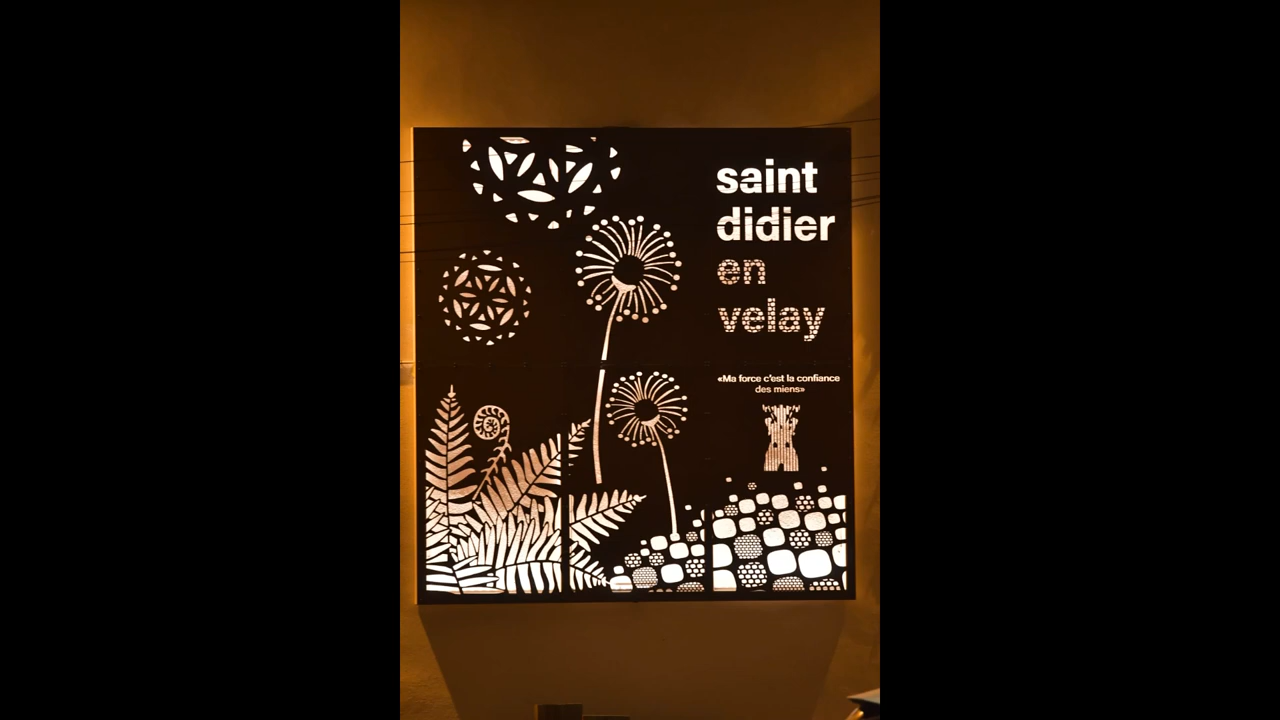 saint
didier
en
velay
«Ma force c'est la confiance
des miens»